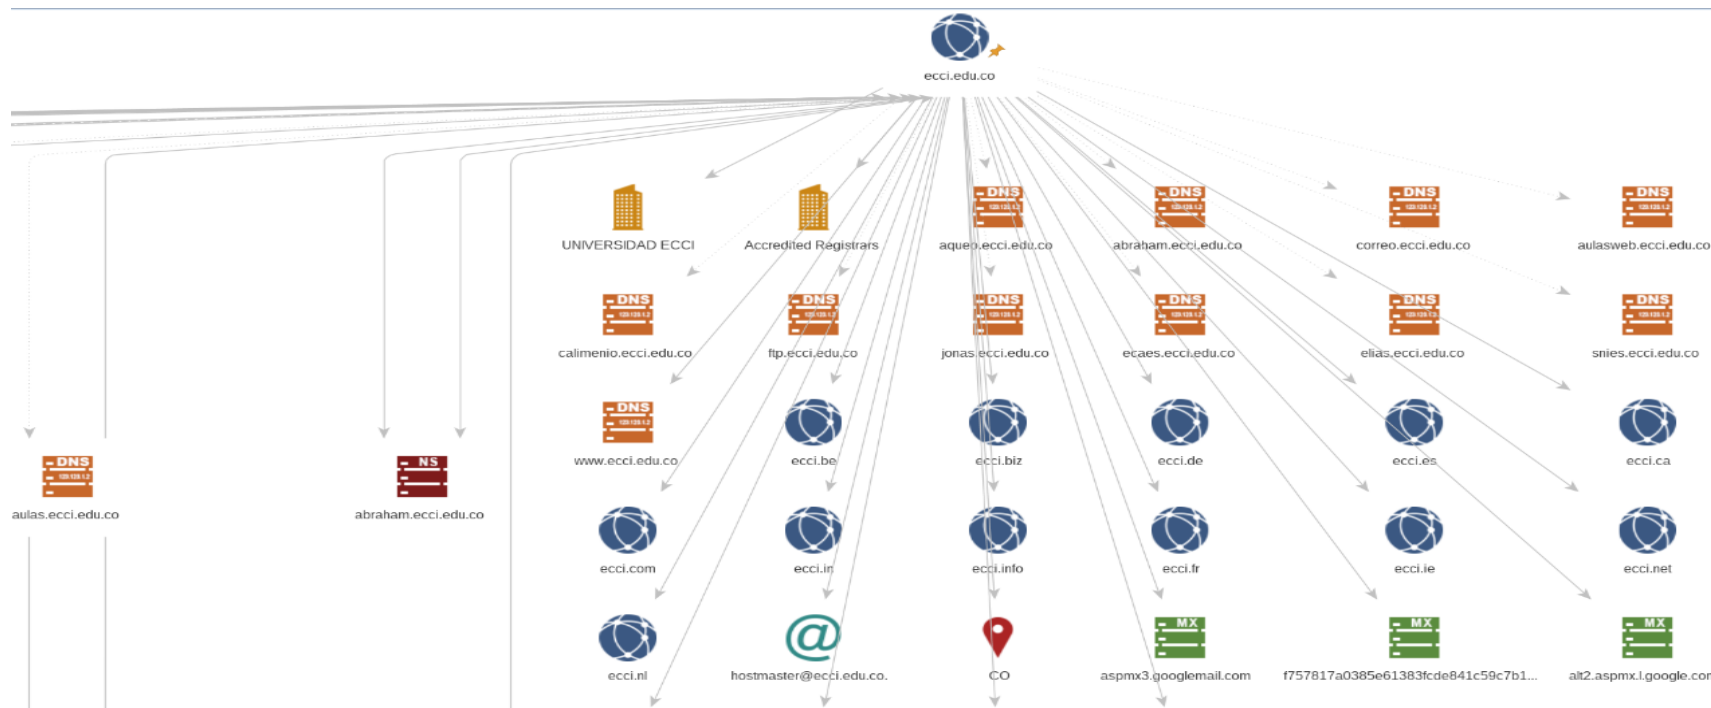 ecci.edu.co
DNS
DNS
DNS
DNS
UNIVERSIDAD ECCI
Accredited Registrars
aqueo.ecci.edu.co
abraham.ecci.edu.co
correo.ecci.edu.co
aulasweb.ecci.edu.co
DNS
DNS
DNS
DNS
DNS
DNS
calimenio.ecci.edu.co
ftp.ecci.edu.co
jonas.ecci.edu.co
ecaes.ecci.edu.co
elias.ecci.edu.co
snies.ecci.edu.co
DNS
www.ecci.edu.co
ecci.be
ecci.biz
ecci.de
ecci.es
ecci.ca
DNS
NS
aulas.ecci.edu.co
abraham.ecci.edu.co
ecci.com
ecci.in
ecci.info
ecci.fr
ecci.ie
ecci.net
@
MX
MX
MX
ecci.nl
hostmaster@ecci.edu.co.
CO
aspmx3.googlemail.com
f757817a0385e61383fcde841c59c7b1...
alt2.aspmx.l.google.com